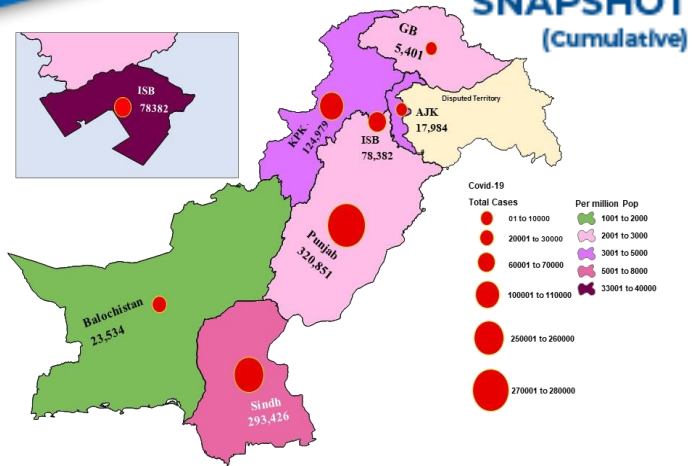 SNAPSHOT
(Cumulative)
ISB
78382
GB
5,401
KPK
124,979
ISB
78,382
AJK
17,984
Disputed Territory
Punjab
320,851
Balochistan
23,534
Sindh
293,426
Covid-19
Total Cases
01 to 10000
20001 to 30000
60001 to 70000
100001 to 110000
250001 to 260000
270001 to 280000
Per million Pop
1001 to 2000
2001 to 3000
3001 to 5000
5001 to 8000
33001 to 40000